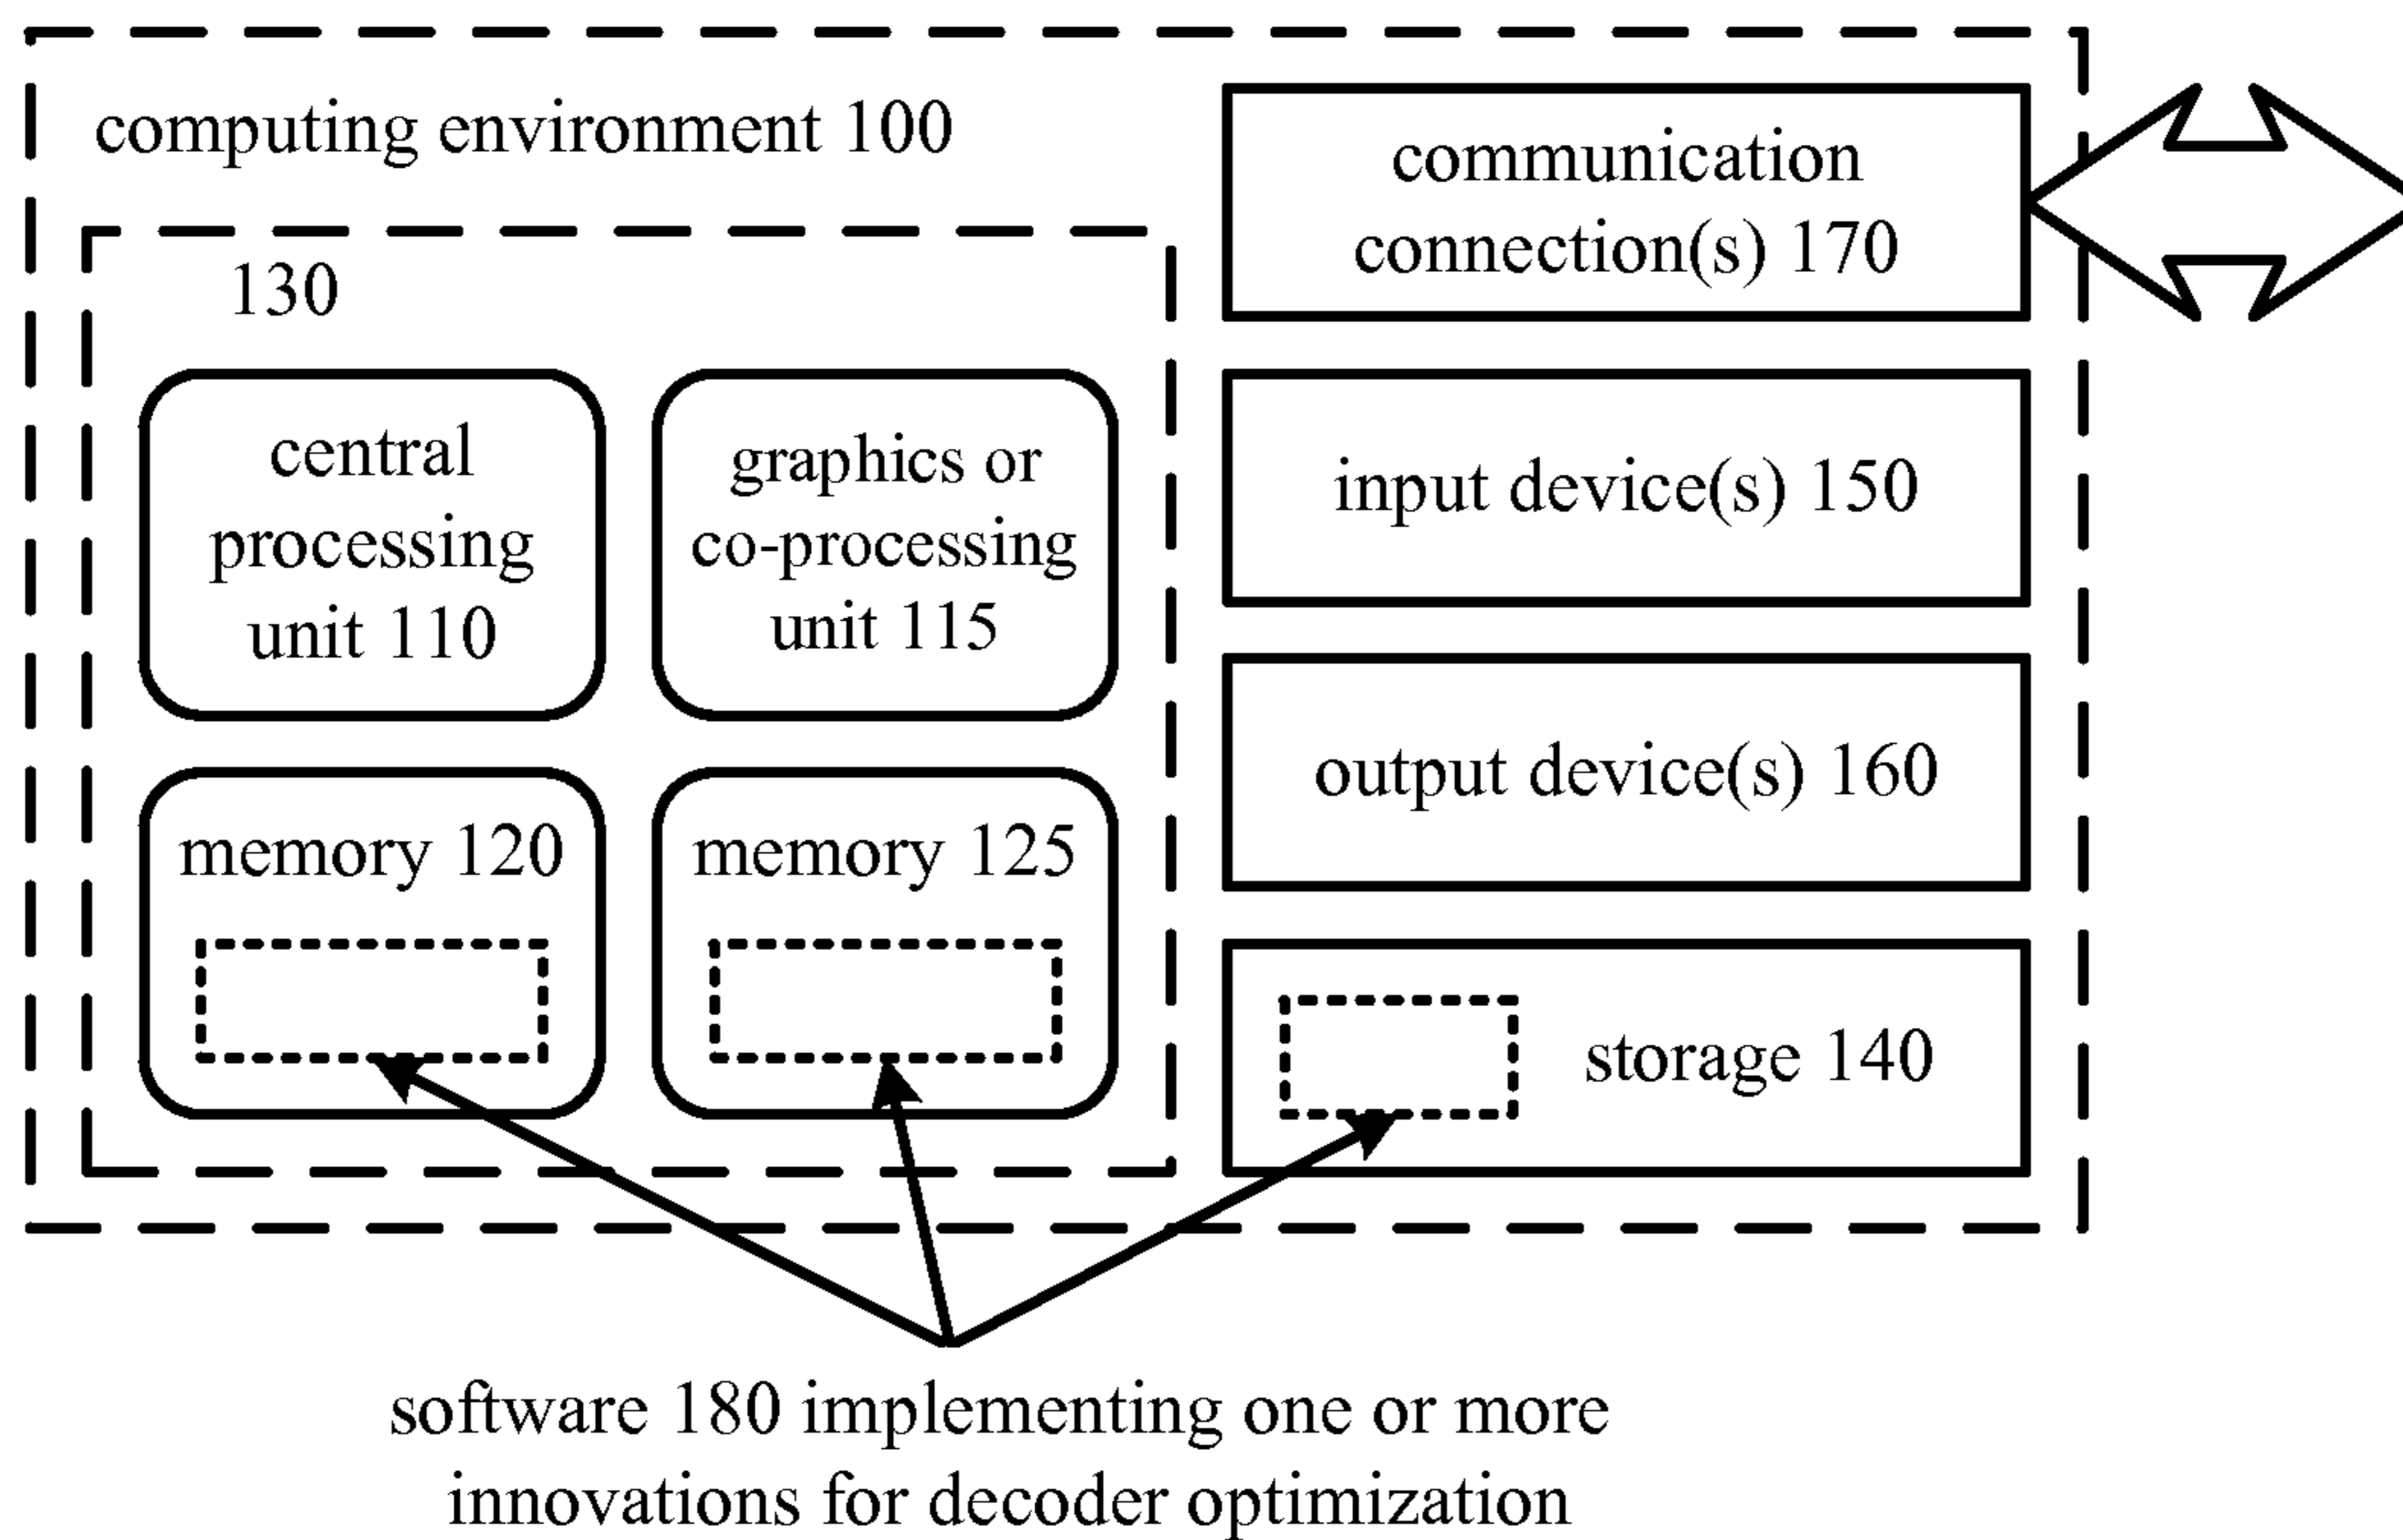 computing environment 100
130
central
processing
unit 110
graphics or
co-processing
unit 115
memory 120
memory 125
communication
connection(s) 170
input device(s) 150
output device(s) 160
storage 140
software 180 implementing one or more
innovations for decoder optimization